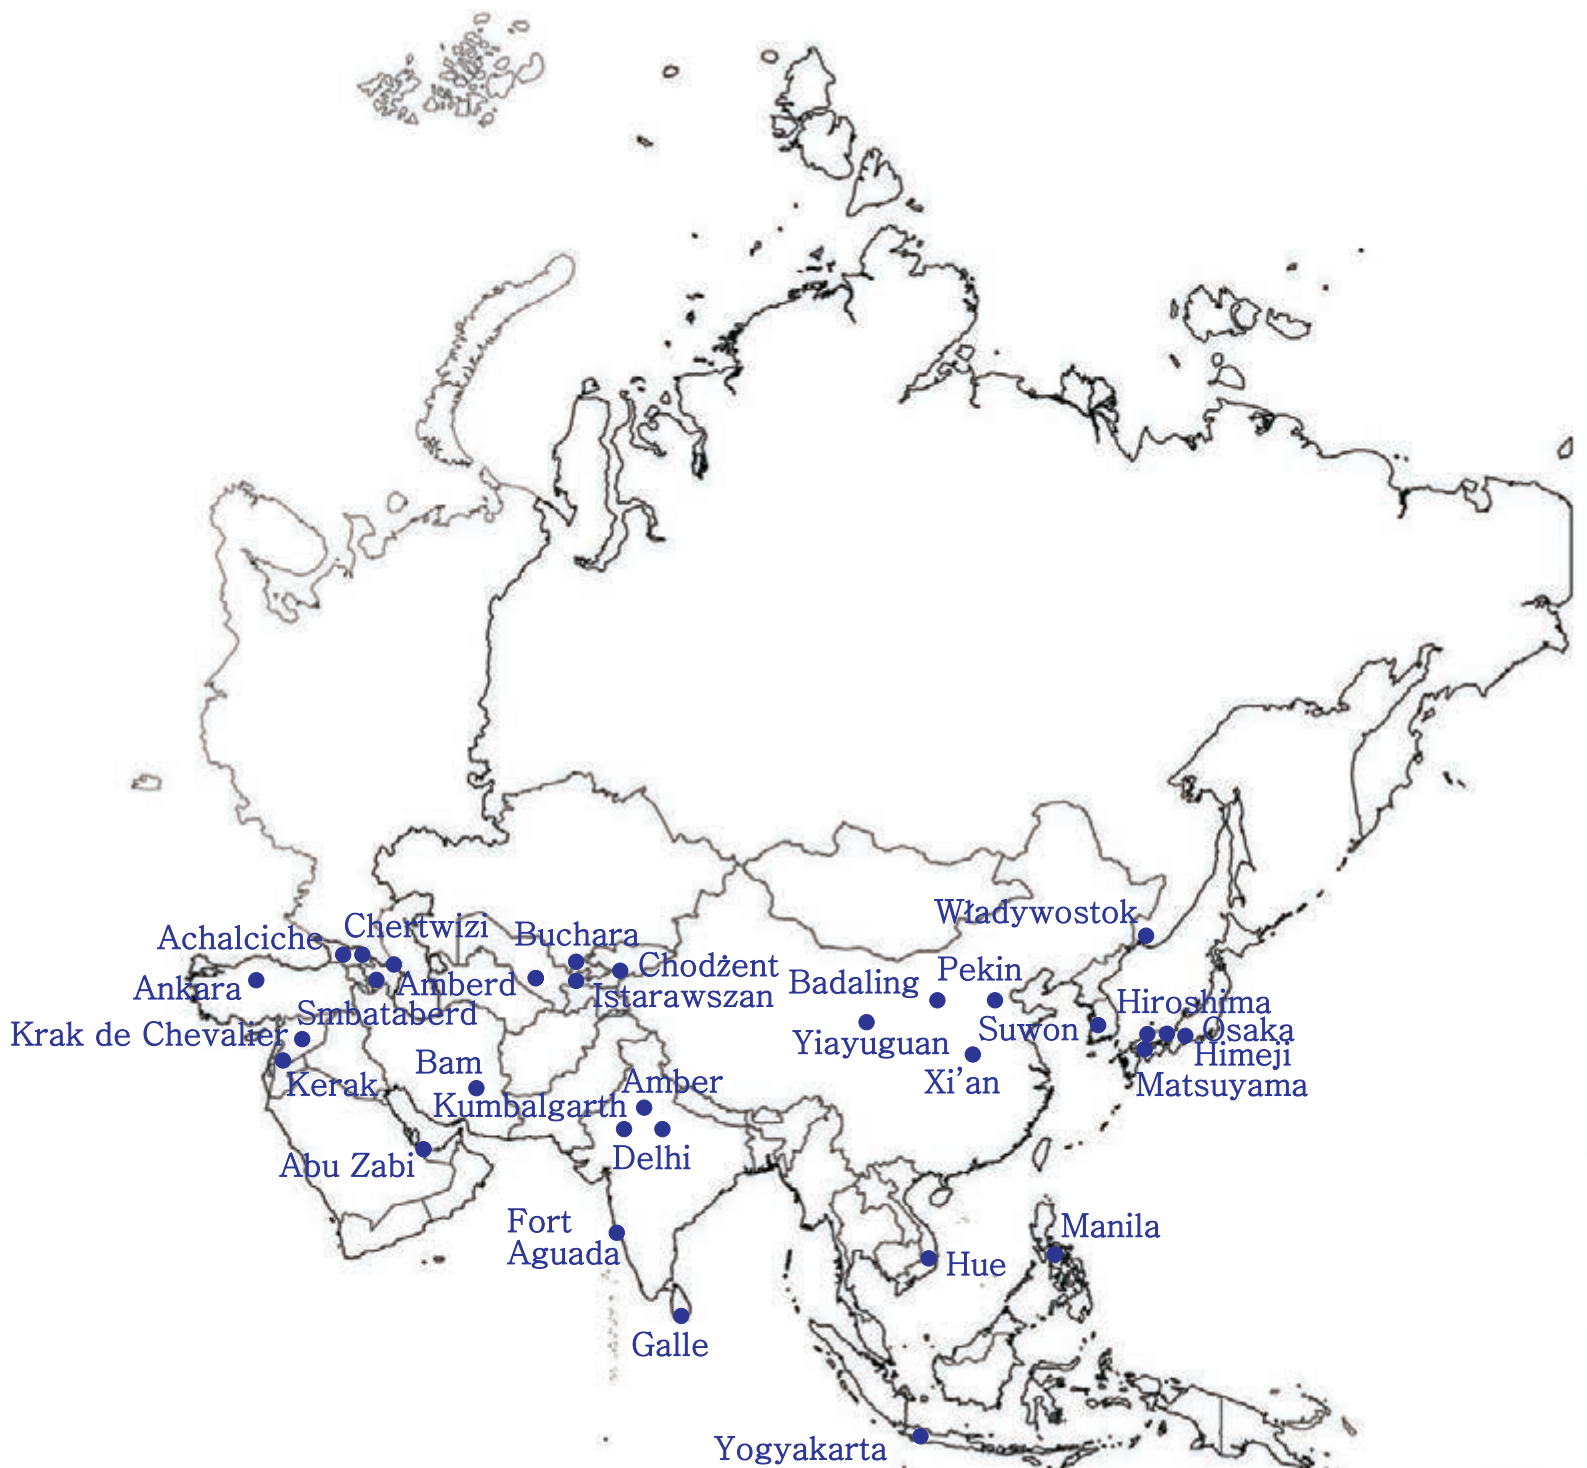 Władywostok
Achalciche
Chertwizi
Buchara
Chodżent
Ankara
Amberd
Istarawszan
Badaling
Pekin
Smbataberd
Hiroshima
Krak de Chevalier
Suwon
Osaka
Yiayuguan
Himeji
Kerak
Bam
Amber
Xi’an
Matsuyama
Kumbalgarth
Abu Zabi
Delhi
Fort
Aguada
Manila
Hue
Galle
Yogyakarta